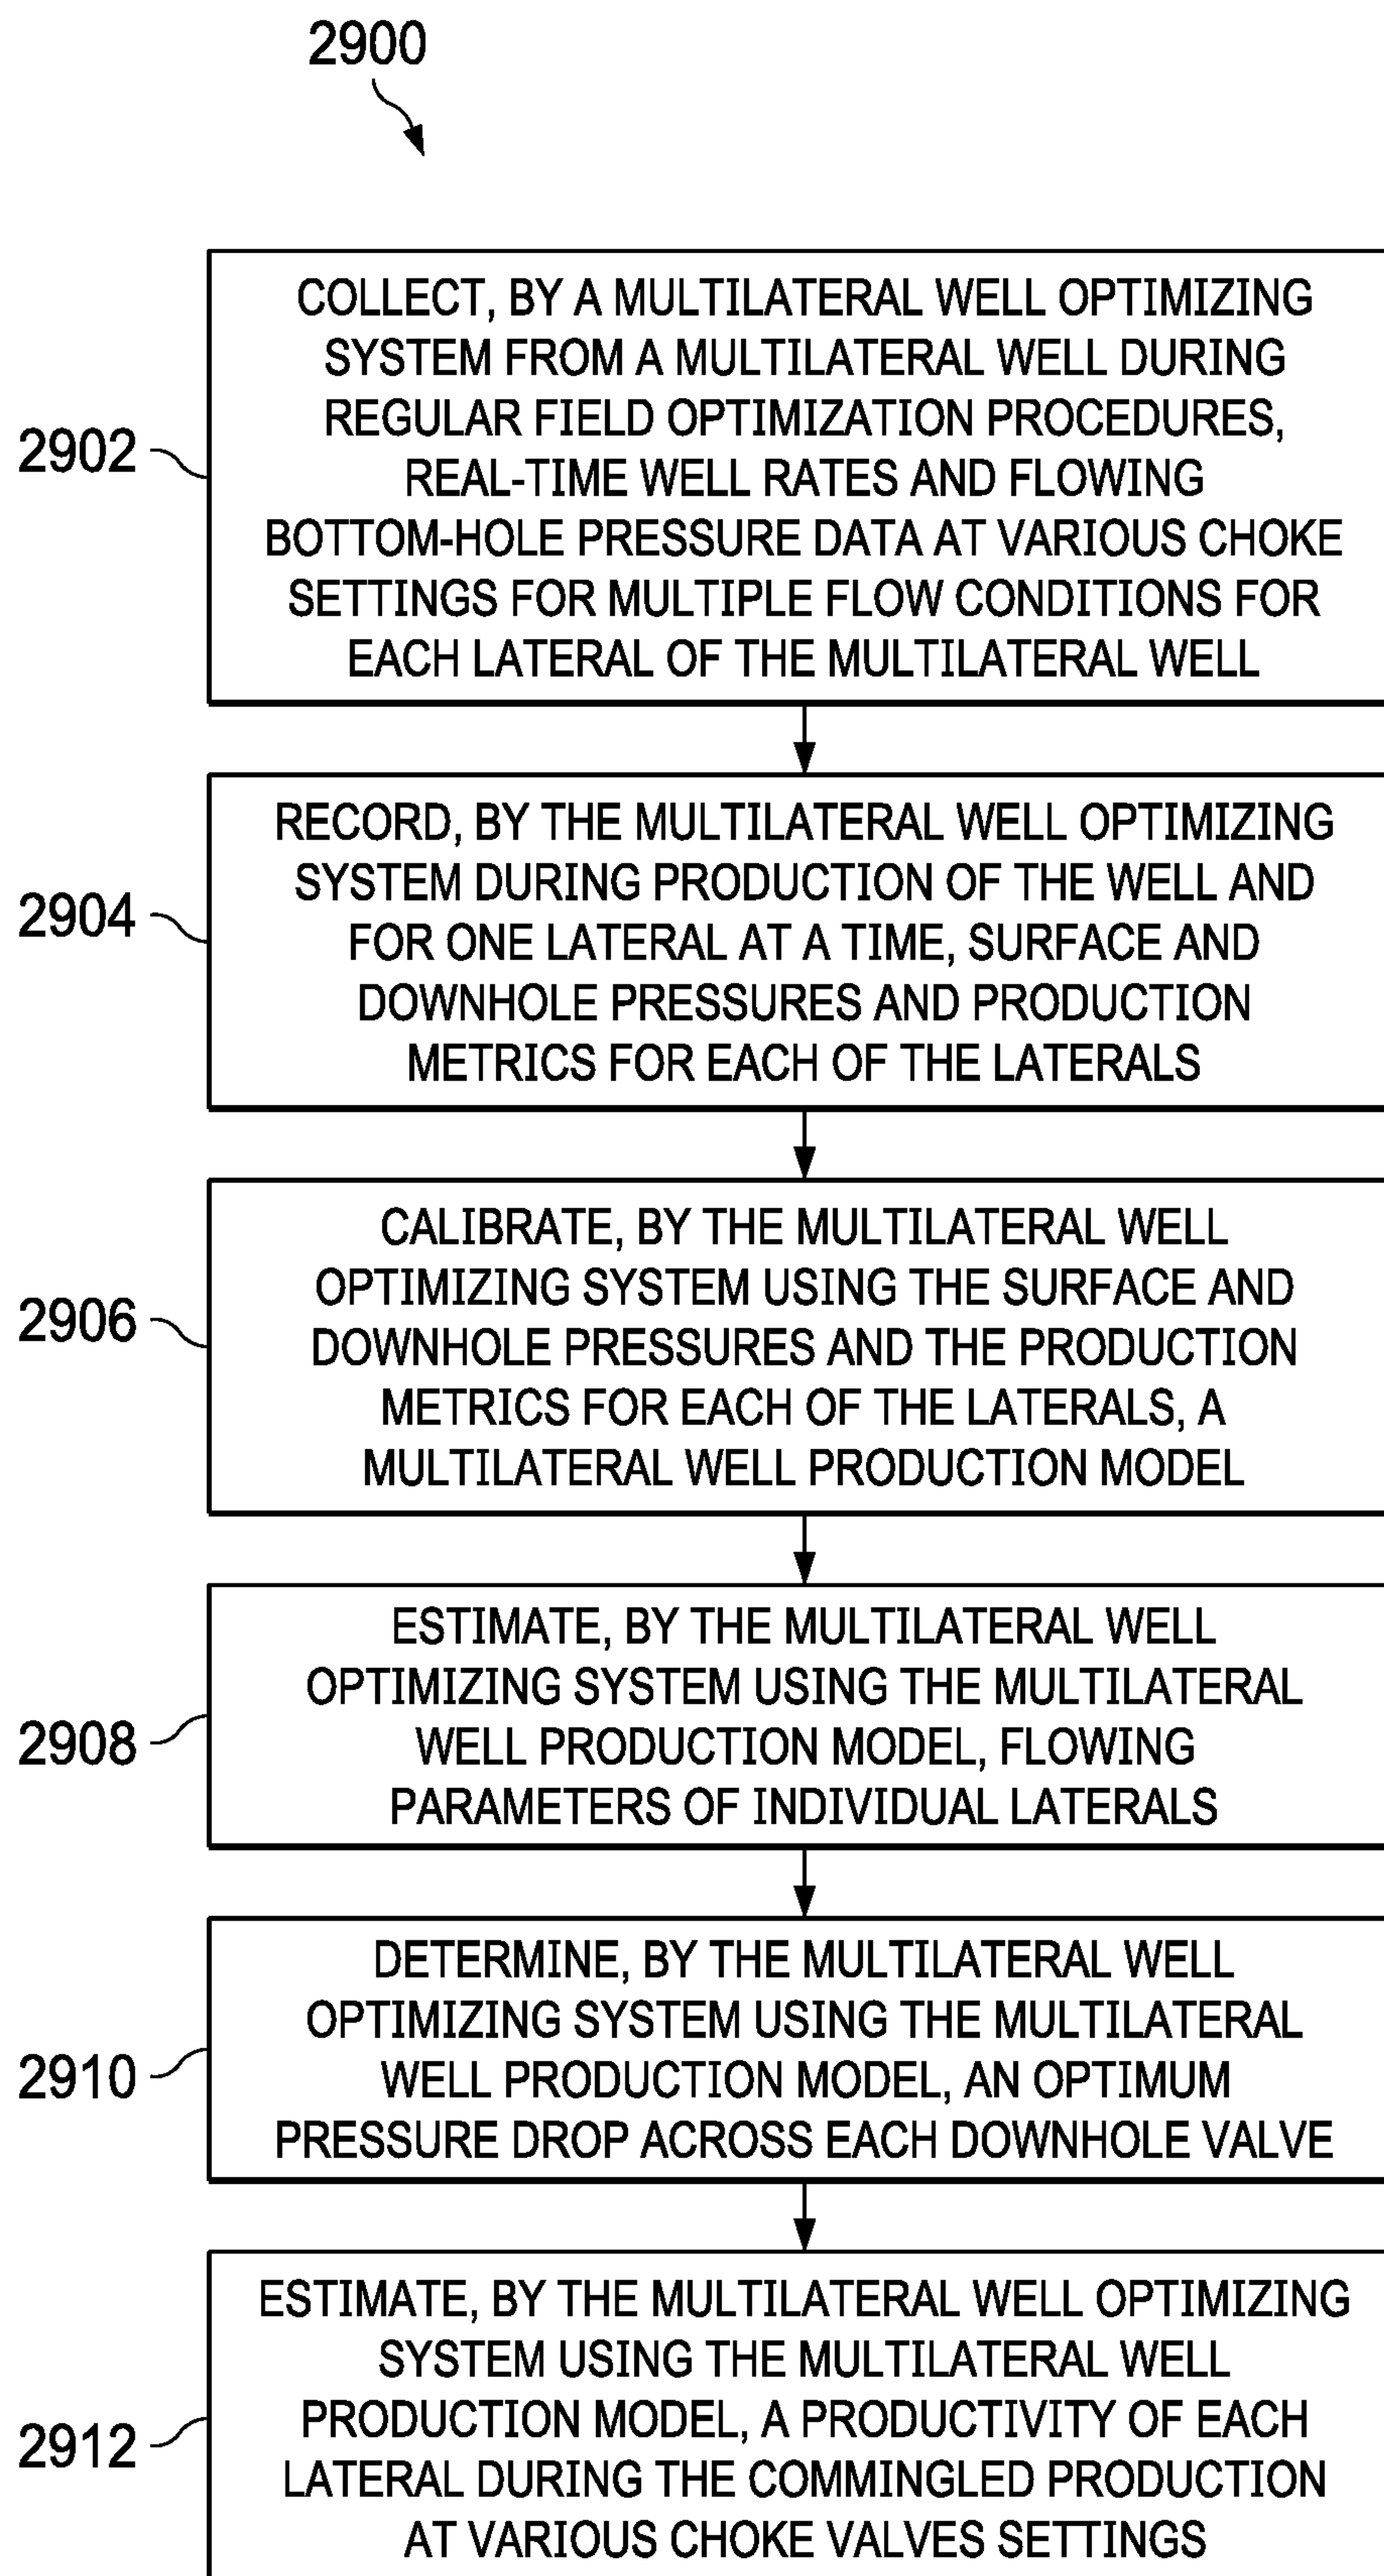 2900
2902
COLLECT, BY A MULTILATERAL WELL OPTIMIZING
SYSTEM FROM A MULTILATERAL WELL DURING
REGULAR FIELD OPTIMIZATION PROCEDURES,
REAL-TIME WELL RATES AND FLOWING
BOTTOM-HOLE PRESSURE DATA AT VARIOUS CHOKE
SETTINGS FOR MULTIPLE FLOW CONDITIONS FOR
EACH LATERAL OF THE MULTILATERAL WELL
2904
RECORD, BY THE MULTILATERAL WELL OPTIMIZING
SYSTEM DURING PRODUCTION OF THE WELL AND
FOR ONE LATERAL AT A TIME, SURFACE AND
DOWNHOLE PRESSURES AND PRODUCTION
METRICS FOR EACH OF THE LATERALS
2906
CALIBRATE, BY THE MULTILATERAL WELL
OPTIMIZING SYSTEM USING THE SURFACE AND
DOWNHOLE PRESSURES AND THE PRODUCTION
METRICS FOR EACH OF THE LATERALS, A
MULTILATERAL WELL PRODUCTION MODEL
2908
ESTIMATE, BY THE MULTILATERAL WELL
OPTIMIZING SYSTEM USING THE MULTILATERAL
WELL PRODUCTION MODEL, FLOWING
PARAMETERS OF INDIVIDUAL LATERALS
2910
DETERMINE, BY THE MULTILATERAL WELL
OPTIMIZING SYSTEM USING THE MULTILATERAL
WELL PRODUCTION MODEL, AN OPTIMUM
PRESSURE DROP ACROSS EACH DOWNHOLE VALVE
2912
ESTIMATE, BY THE MULTILATERAL WELL OPTIMIZING
SYSTEM USING THE MULTILATERAL WELL
PRODUCTION MODEL, A PRODUCTIVITY OF EACH
LATERAL DURING THE COMMINGLED PRODUCTION
AT VARIOUS CHOKE VALVES SETTINGS